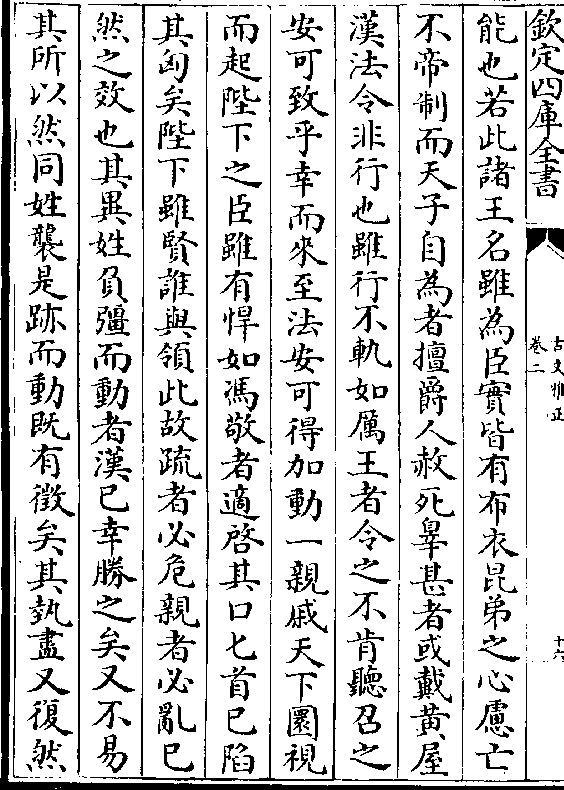 欽定四庫全書
古文雅正
卷二
十六
能也若此諸王名雖為臣實皆有布衣昆弟之心慮亡
不帝制而天子自為者擅爵人赦死辠甚者或戴黄屋
漢法令非行也雖行不軌如厲王者令之不肯聽召之
安可致乎幸而來至法安可得加動一親戚天下圜視
而起陛下之臣雖有悍如馮敬者適啓其口匕首已陷
其匈矣陛下雖賢誰與領此故疏者必危親者必亂已
然之效也其異姓負彊而動者漢已幸勝之矣又不易
其所以然同姓襲是跡而動既有徵矣其埶盡又復然